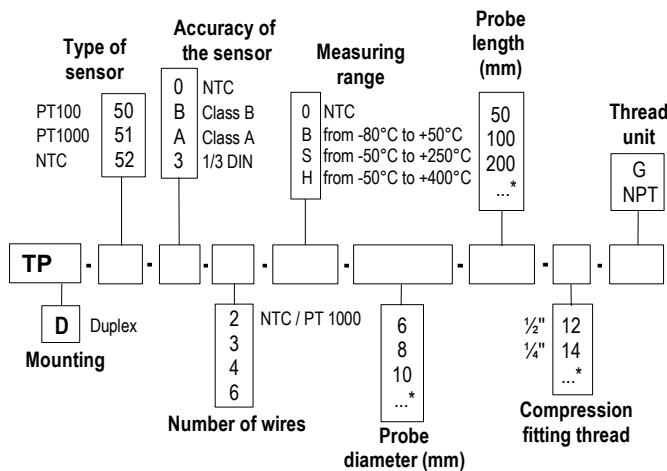 Type of
sensor
PT100 50
PT1000 51
NTC 52
Accuracy of
the sensor
0 NTC
B Class B
A Class A
3 1/3 DIN
Measuring
range
0 NTC
B from -80°C to +50°C
S from -50°C to +250°C
H from -50°C to +400°C
Probe
length
(mm)
50
100
200
...*
Thread
unit
G
NPT
TP - - - - - - - -
D Duplex
Mounting
2 NTC / PT 1000
3
4
6
Number of wires
6
8
10
...*
Probe
diameter (mm)
½" 12
¼" 14
...*
Compression
fitting thread